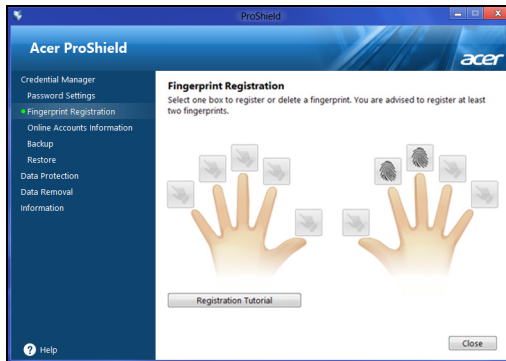 ProShield
Acer ProShield
acer
Credential Manager
Password Settings
Fingerprint Registration
Online Accounts Information
Backup
Restore
Data Protection
Data Removal
Information
Fingerprint Registration
Select one box to register or delete a fingerprint. You are advised to register at least
two fingerprints.
Registration Tutorial
? Help
Close